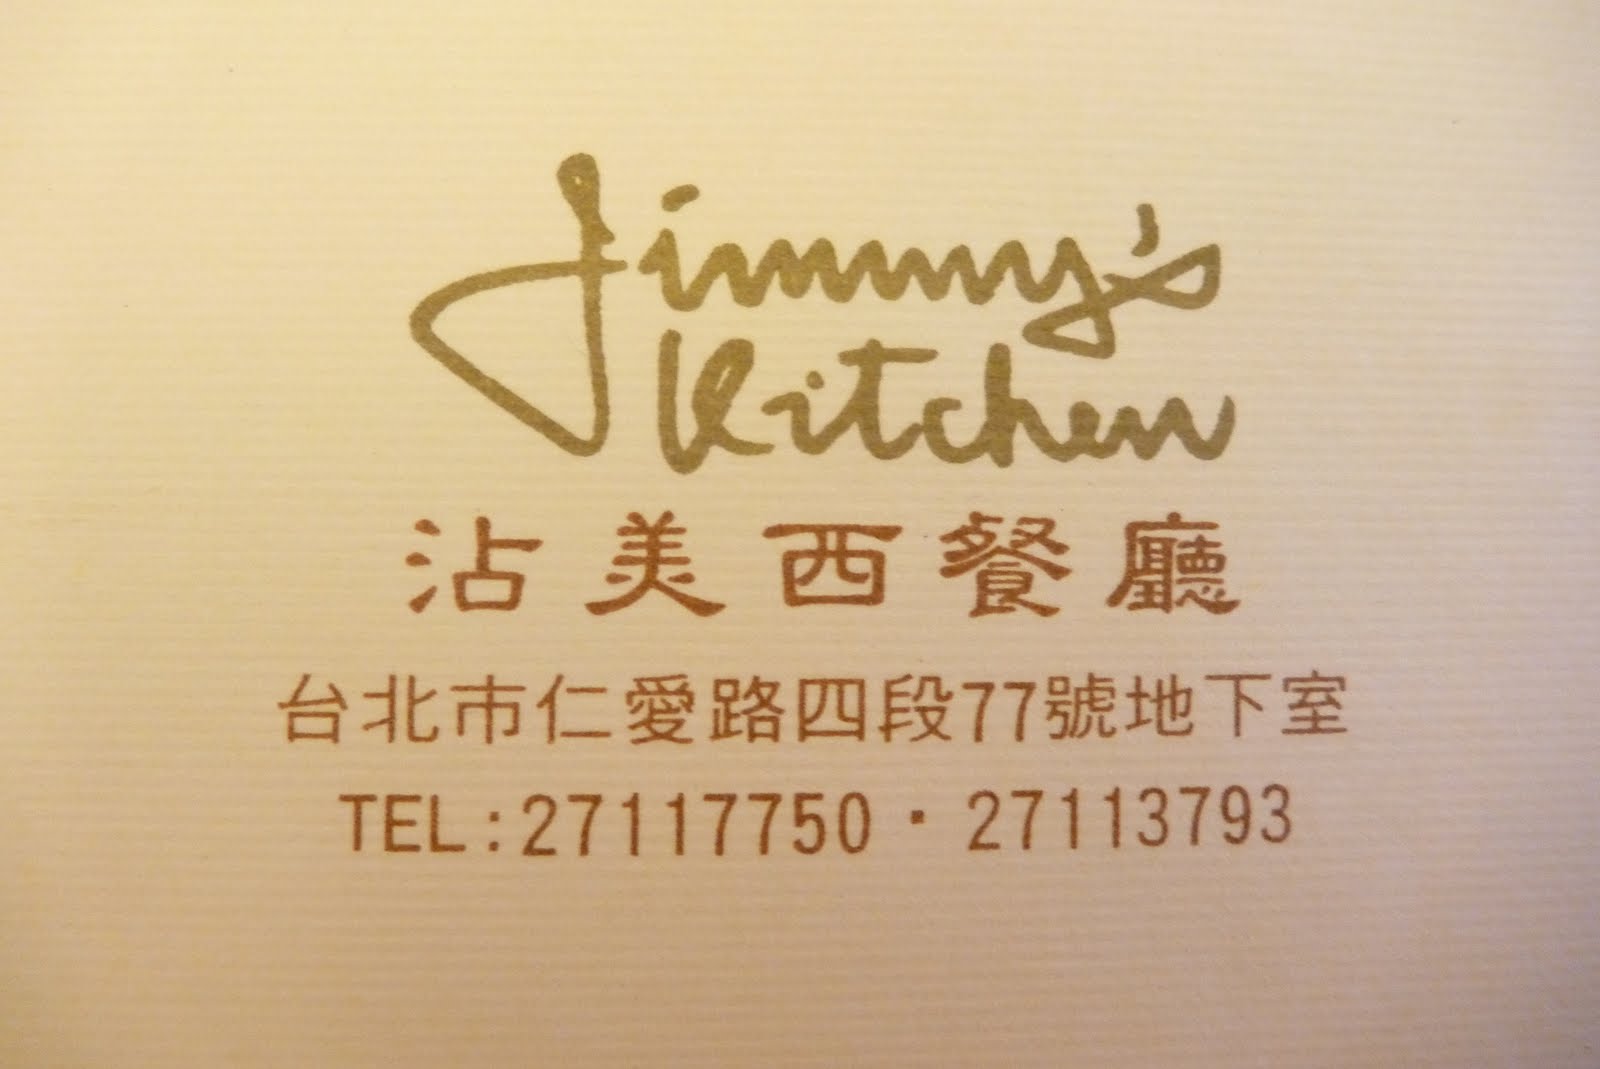 Jimmy's
Kitchen
沾美西餐廳
台北市仁愛路四段77號地下室
TEL:27117750・27113793